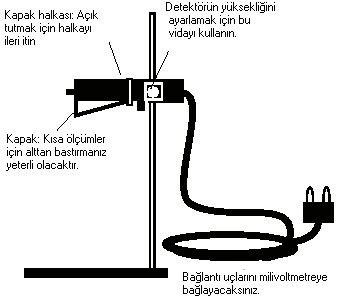 Kapak halkası: Açık
tutmak için halkayı
ileri itin
Detektörün yüksekliğini
ayarlamak için bu
vidayı kullanın.
Kapak: Kısa ölçümler
için alttan bastırmanız
yeterli olacaktır.
Bağlantı uçlarını milivoltmetreye
bağlayacaksınız.